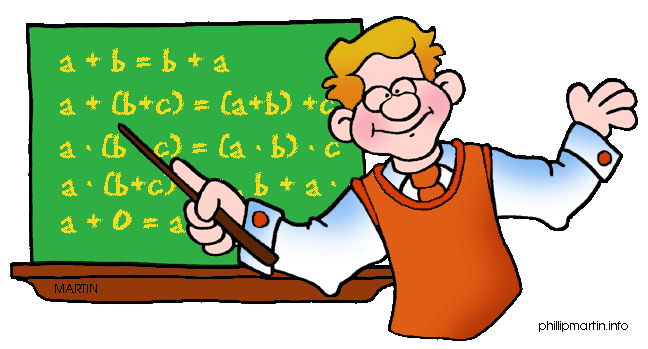 a + b = b + a
a + (b+c) = (a+b) + c
a · (b c) = (a · b) · c
a · (b+c) . b + a ·
a + 0 = a
MARTIN
phillipmartin.info